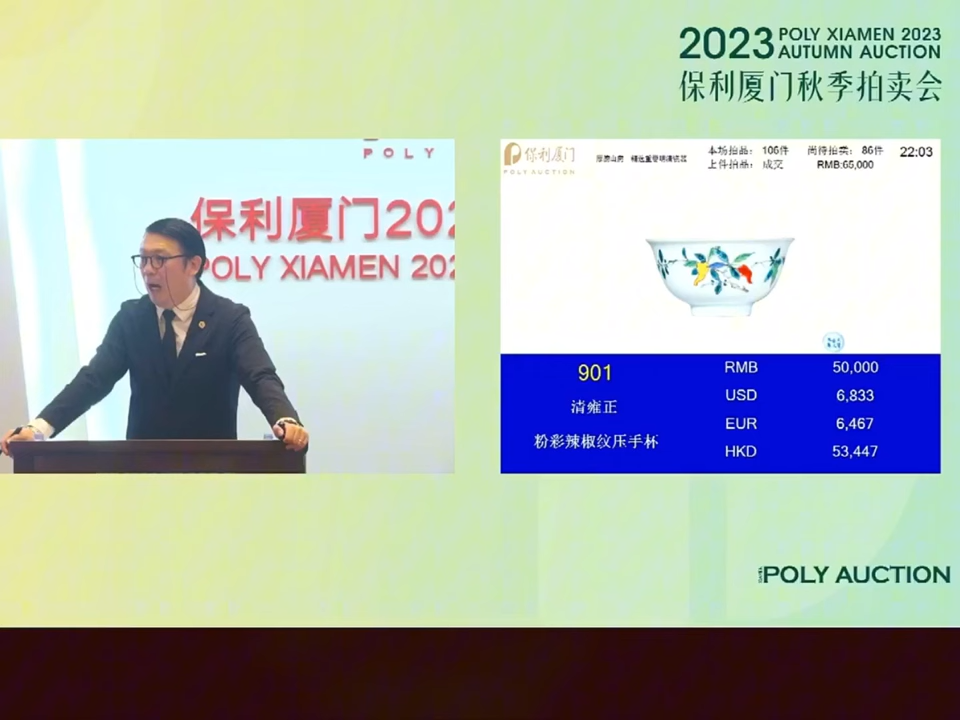 2023 POLY XIAMEN 2023
AUTUMN AUCTION
保利厦门秋季拍卖会
POLY
保利厦门202
POLY XIAMEN 202
保利厦门
POLY AUCTION
本场拍品: 106件
尚待拍卖: 86件
22:03
上件拍品: 成交
RMB:65,000
901
清雍正
粉彩辣椒纹压手杯
RMB 50,000
USD 6,833
EUR 6,467
HKD 53,447
POLY AUCTION